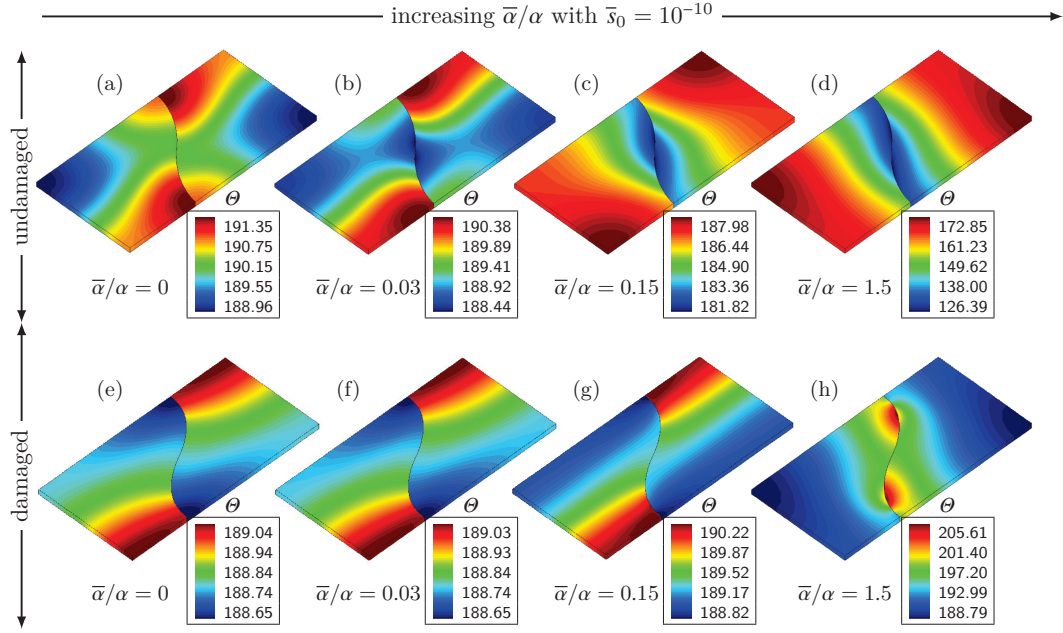 increasing α̅/α with s̅₀ = 10⁻¹⁰
undamaged
(a)
Θ
191.35
190.75
190.15
189.55
188.96
α̅/α = 0
(b)
Θ
190.38
189.89
189.41
188.92
188.44
α̅/α = 0.03
(c)
Θ
187.98
186.44
184.90
183.36
181.82
α̅/α = 0.15
(d)
Θ
172.85
161.23
149.62
138.00
126.39
α̅/α = 1.5
damaged
(e)
Θ
189.04
188.94
188.84
188.74
188.65
α̅/α = 0
(f)
Θ
189.03
188.93
188.84
188.74
188.65
α̅/α = 0.03
(g)
Θ
190.22
189.87
189.52
189.17
188.82
α̅/α = 0.15
(h)
Θ
205.61
201.40
197.20
192.99
188.79
α̅/α = 1.5